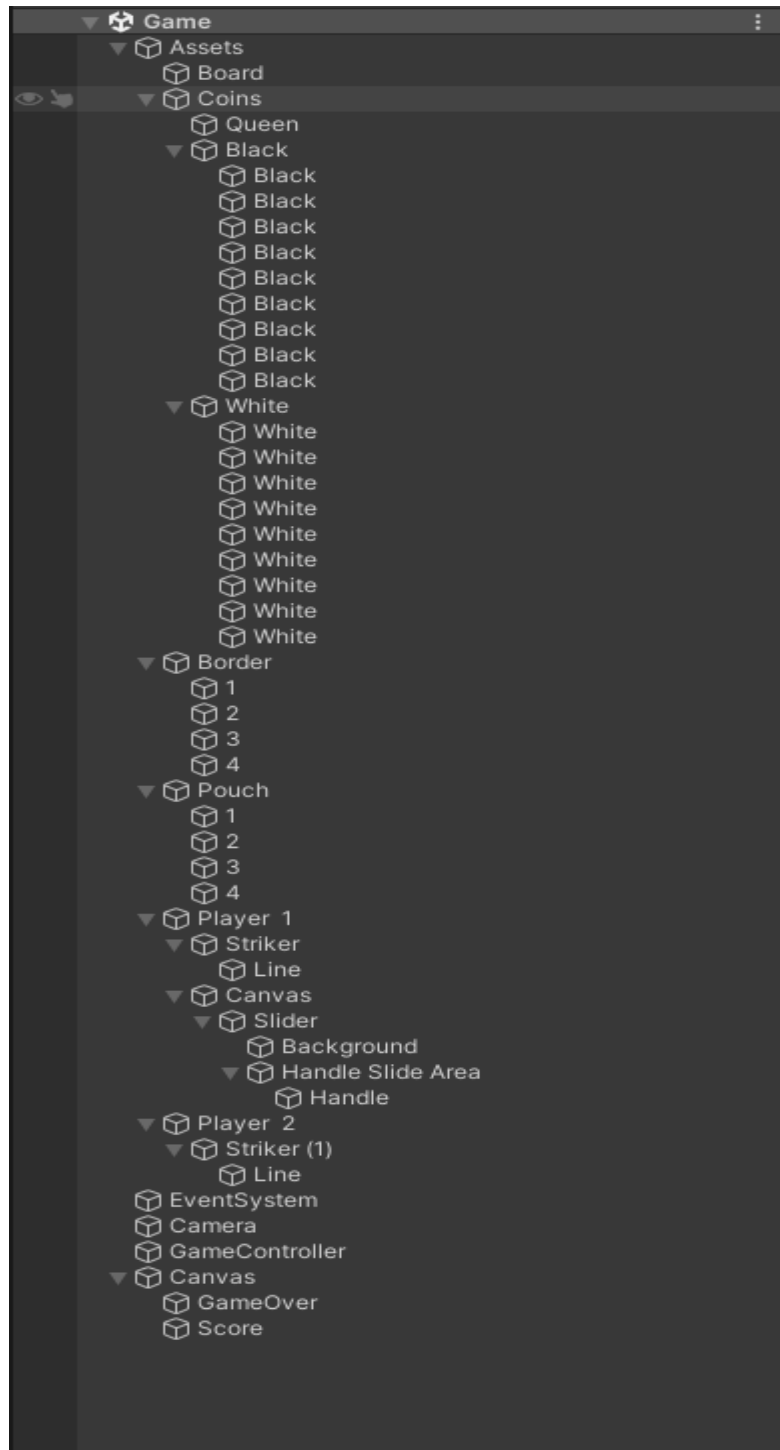 Game
Assets
Board
Coins
Queen
Black
Black
Black
Black
Black
Black
Black
Black
Black
Black
White
White
White
White
White
White
White
White
White
White
Border
1
2
3
4
Pouch
1
2
3
4
Player 1
Striker
Line
Canvas
Slider
Background
Handle Slide Area
Handle
Player 2
Striker (1)
Line
EventSystem
Camera
GameController
Canvas
GameOver
Score